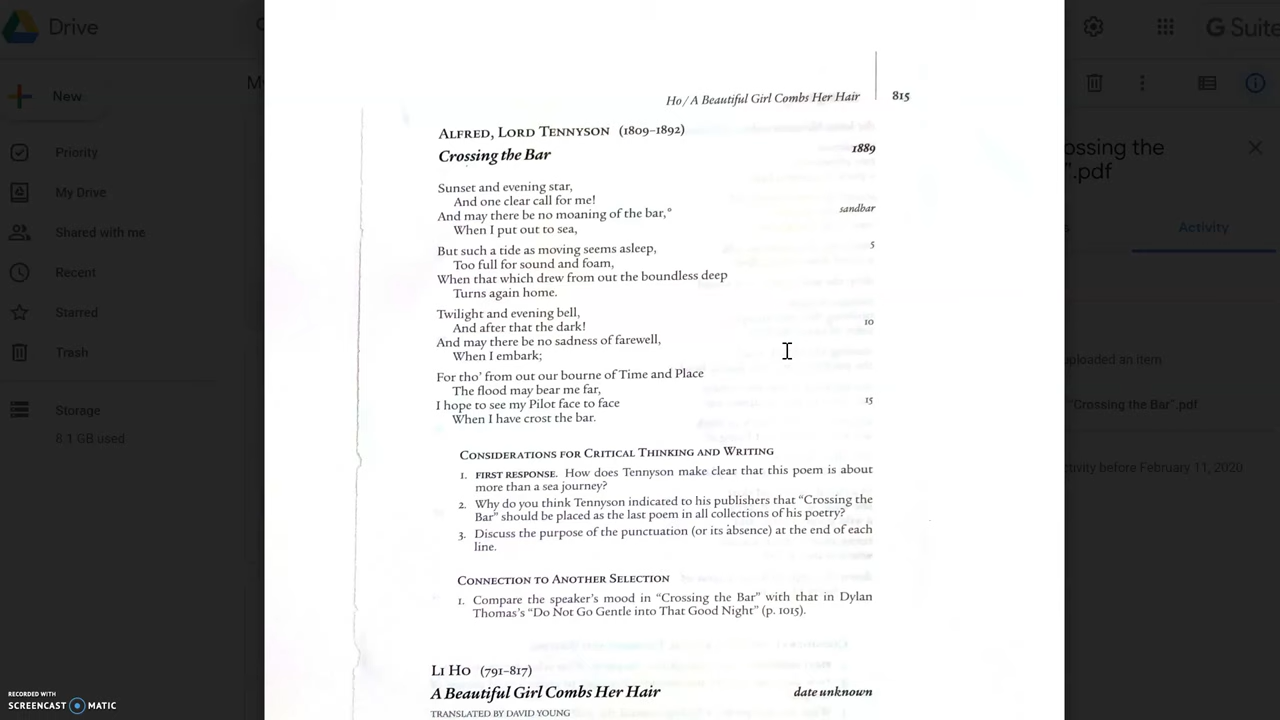 Drive
G Suite
New
Priority
My Drive
Shared with me
Recent
Starred
Trash
Storage
8.1 GB used
Ho / A Beautiful Girl Combs Her Hair 815
ALFRED, LORD TENNYSON (1809–1892)
Crossing the Bar 1889
Sunset and evening star,
And one clear call for me!
And may there be no moaning of the bar,° sandbar
When I put out to sea,
But such a tide as moving seems asleep, 5
Too full for sound and foam,
When that which drew from out the boundless deep
Turns again home.
Twilight and evening bell,
And after that the dark! 10
And may there be no sadness of farewell,
When I embark;
For tho' from out our bourne of Time and Place
The flood may bear me far,
I hope to see my Pilot face to face 15
When I have crost the bar.
CONSIDERATIONS FOR CRITICAL THINKING AND WRITING
1. FIRST RESPONSE. How does Tennyson make clear that this poem is about
more than a sea journey?
2. Why do you think Tennyson indicated to his publishers that “Crossing the
Bar” should be placed as the last poem in all collections of his poetry?
3. Discuss the purpose of the punctuation (or its absence) at the end of each
line.
CONNECTION TO ANOTHER SELECTION
1. Compare the speaker's mood in “Crossing the Bar” with that in Dylan
Thomas's “Do Not Go Gentle into That Good Night” (p. 1015).
LI HO (791–817)
A Beautiful Girl Combs Her Hair date unknown
TRANSLATED BY DAVID YOUNG
ossing the
”.pdf
Activity
uploaded an item
“Crossing the Bar”.pdf
ctivity before February 11, 2020
RECORDED WITH
SCREENCAST MATIC